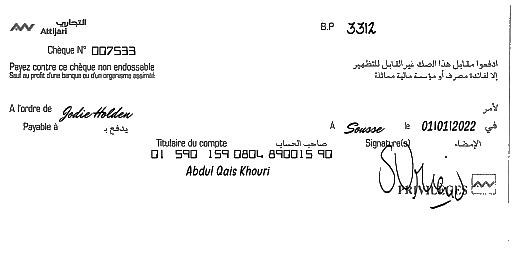 التجاري
Attijari
B.P 3312
Chèque N° 007533
Payez contre ce chèque non endossable
Sauf au profit d'une banque ou d'un organisme assimilé
ادفعوا مقابل هذا الصك غير القابل للتظهير
إلا لفائدة مصرف أو مؤسسة مالية مماثلة
A l'ordre de Jodie Holden لأمر
Payable à يدفع بـ
A Sousse le 01/01/2022 في
Titulaire du compte صاحب الحساب Signature(s) الإمضاء
01 590 159 0804 890015 90
Abdul Qais Khouri
PRIVILEGES